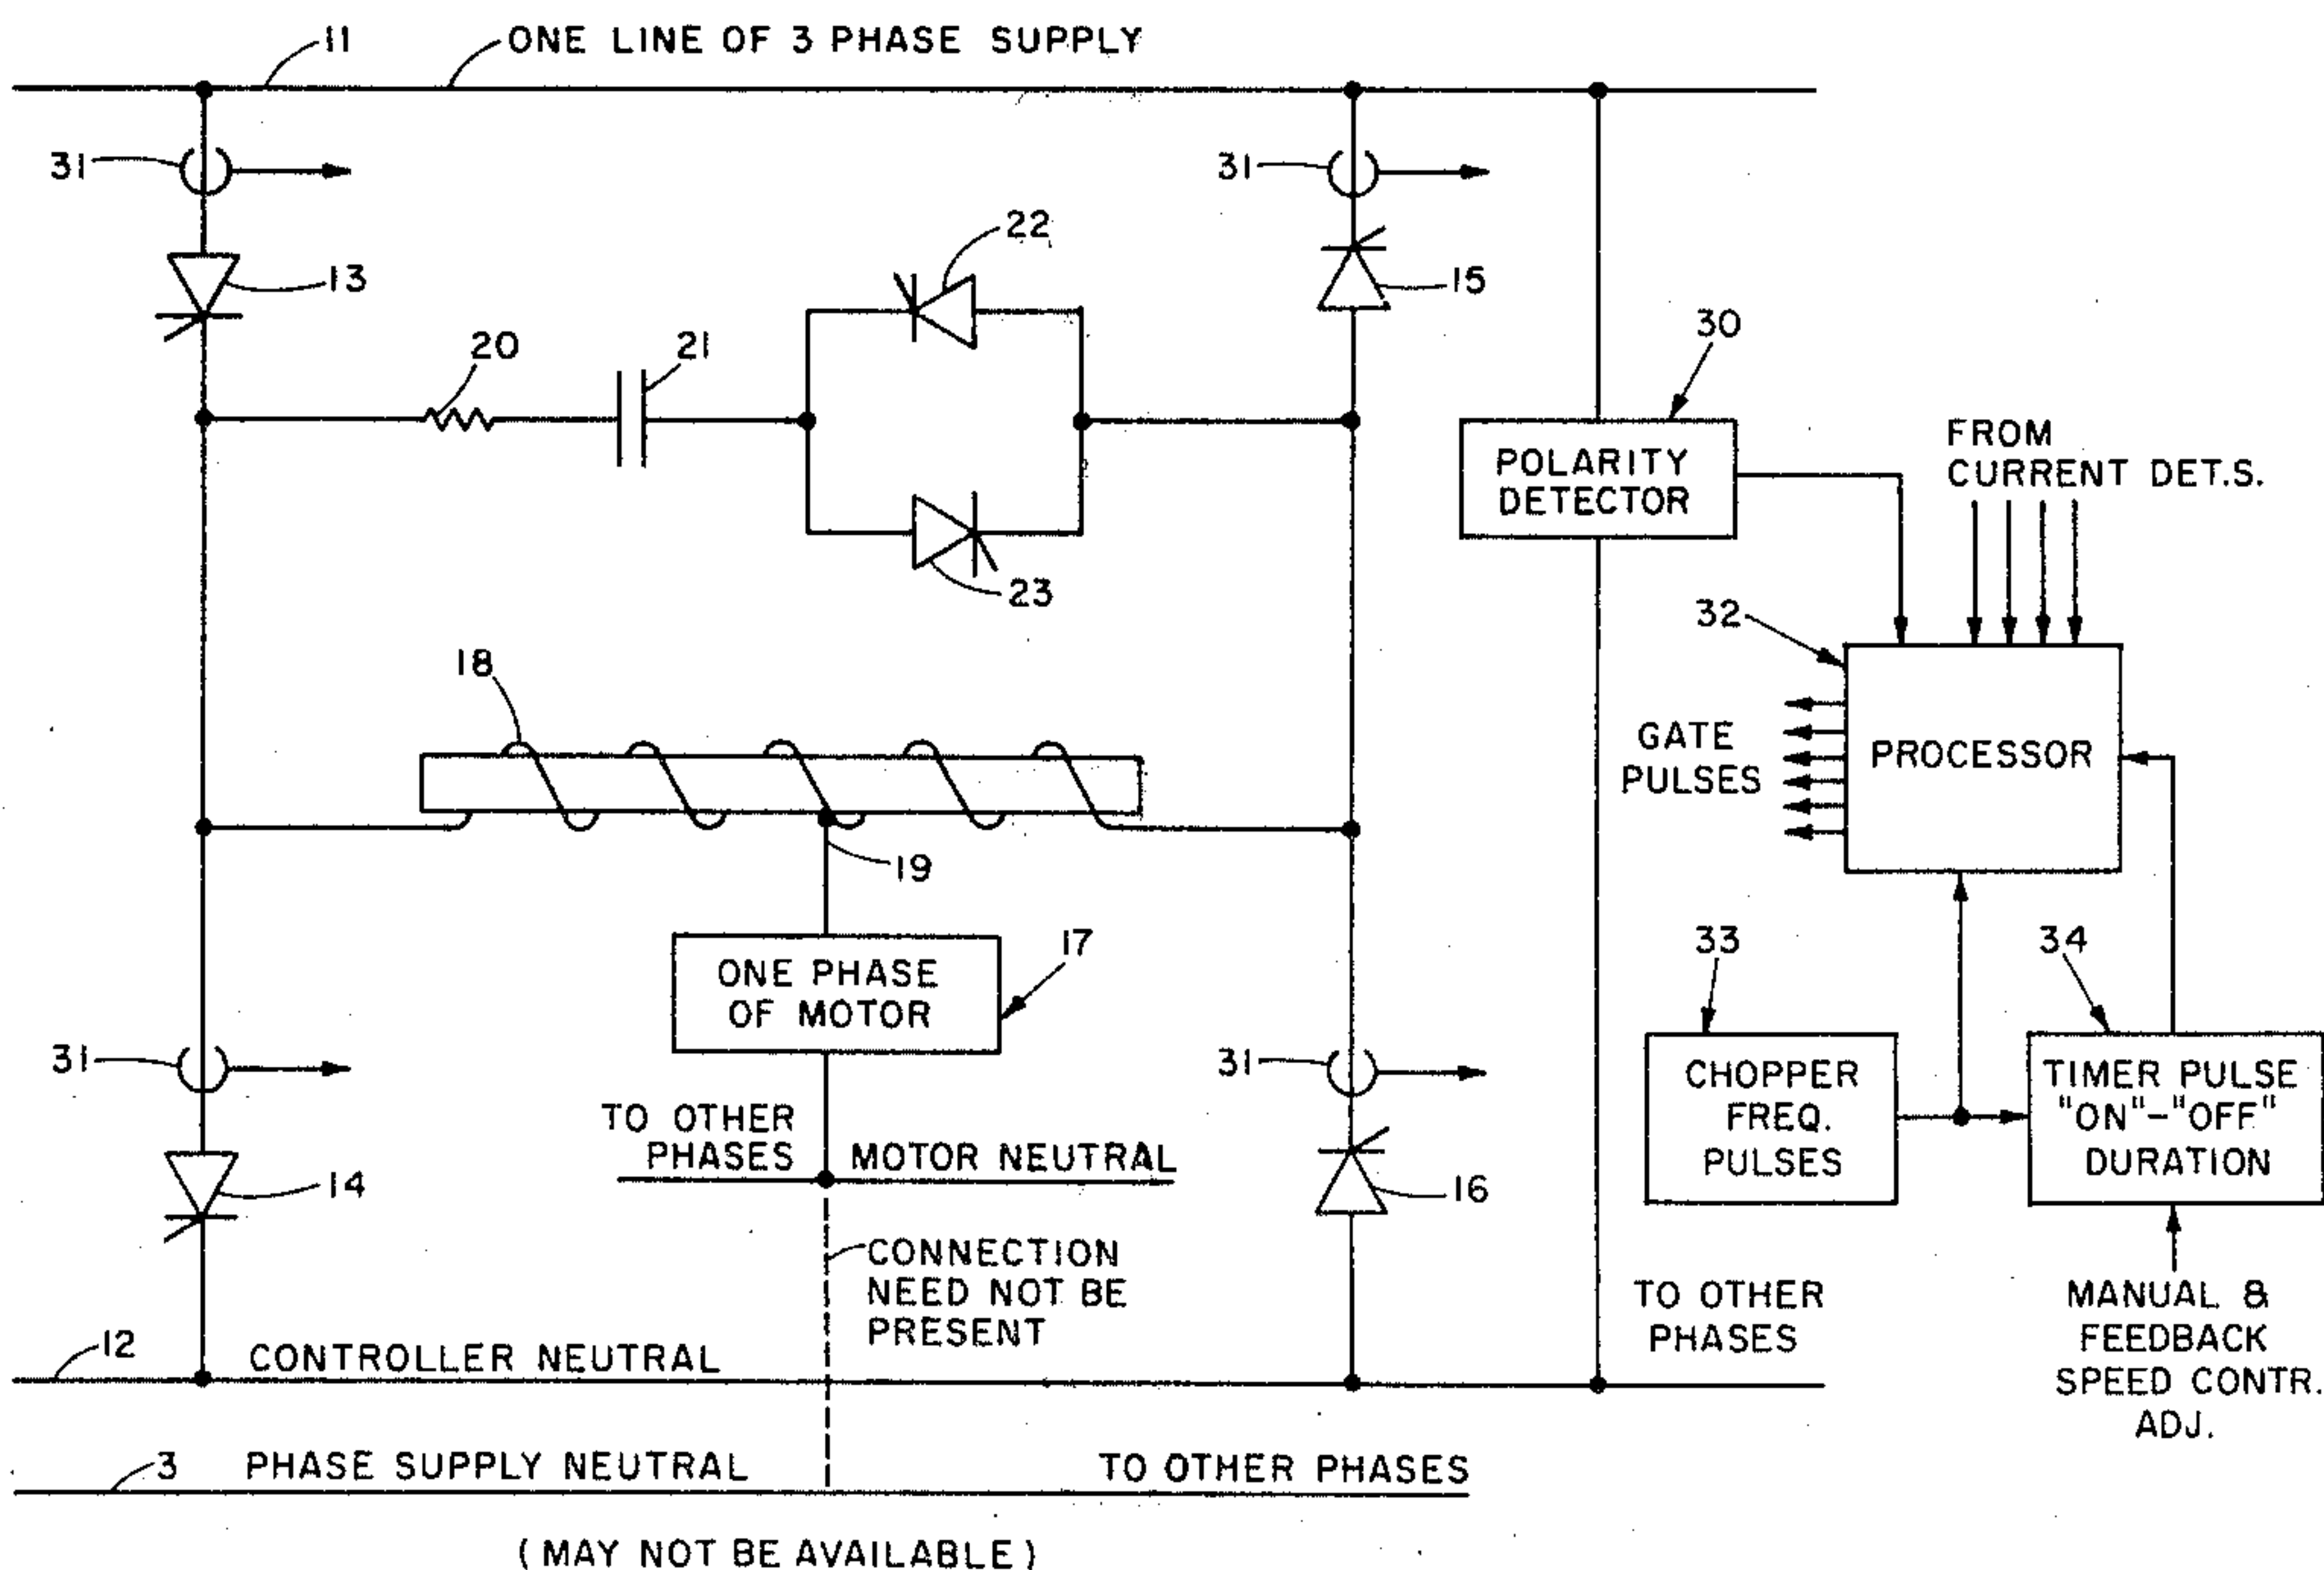 11
ONE LINE OF 3 PHASE SUPPLY
31
31
22
13
15
20
21
30
FROM
CURRENT DET.S.
POLARITY
DETECTOR
23
32
18
GATE
PULSES
PROCESSOR
19
17
ONE PHASE
OF MOTOR
33
34
31
31
CHOPPER
FREQ.
PULSES
TIMER PULSE
"ON"-"OFF"
DURATION
TO OTHER
PHASES
MOTOR NEUTRAL
14
16
CONNECTION
NEED NOT BE
PRESENT
TO OTHER
PHASES
MANUAL &
FEEDBACK
SPEED CONTR.
ADJ.
12
CONTROLLER NEUTRAL
3 PHASE SUPPLY NEUTRAL
TO OTHER PHASES
(MAY NOT BE AVAILABLE)